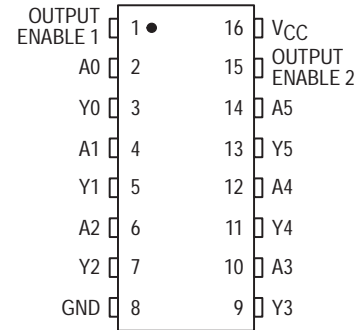 OUTPUT
ENABLE 1
1
16
VCC
A0
2
15
OUTPUT
ENABLE 2
Y0
3
14
A5
A1
4
13
Y5
Y1
5
12
A4
A2
6
11
Y4
Y2
7
10
A3
GND
8
9
Y3